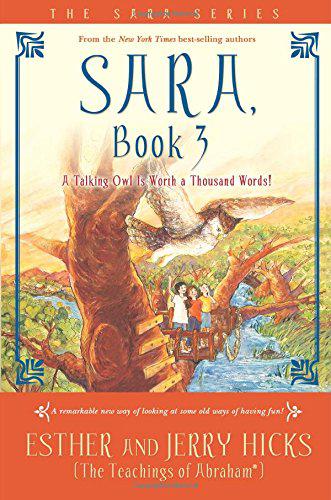 THE SARA SERIES
From the New York Times best-selling authors
SARA,
Book 3
A Talking Owl Is Worth a Thousand Words!
A remarkable new way of looking at some old ways of having fun!
ESTHER AND JERRY HICKS
(The Teachings of Abraham®)